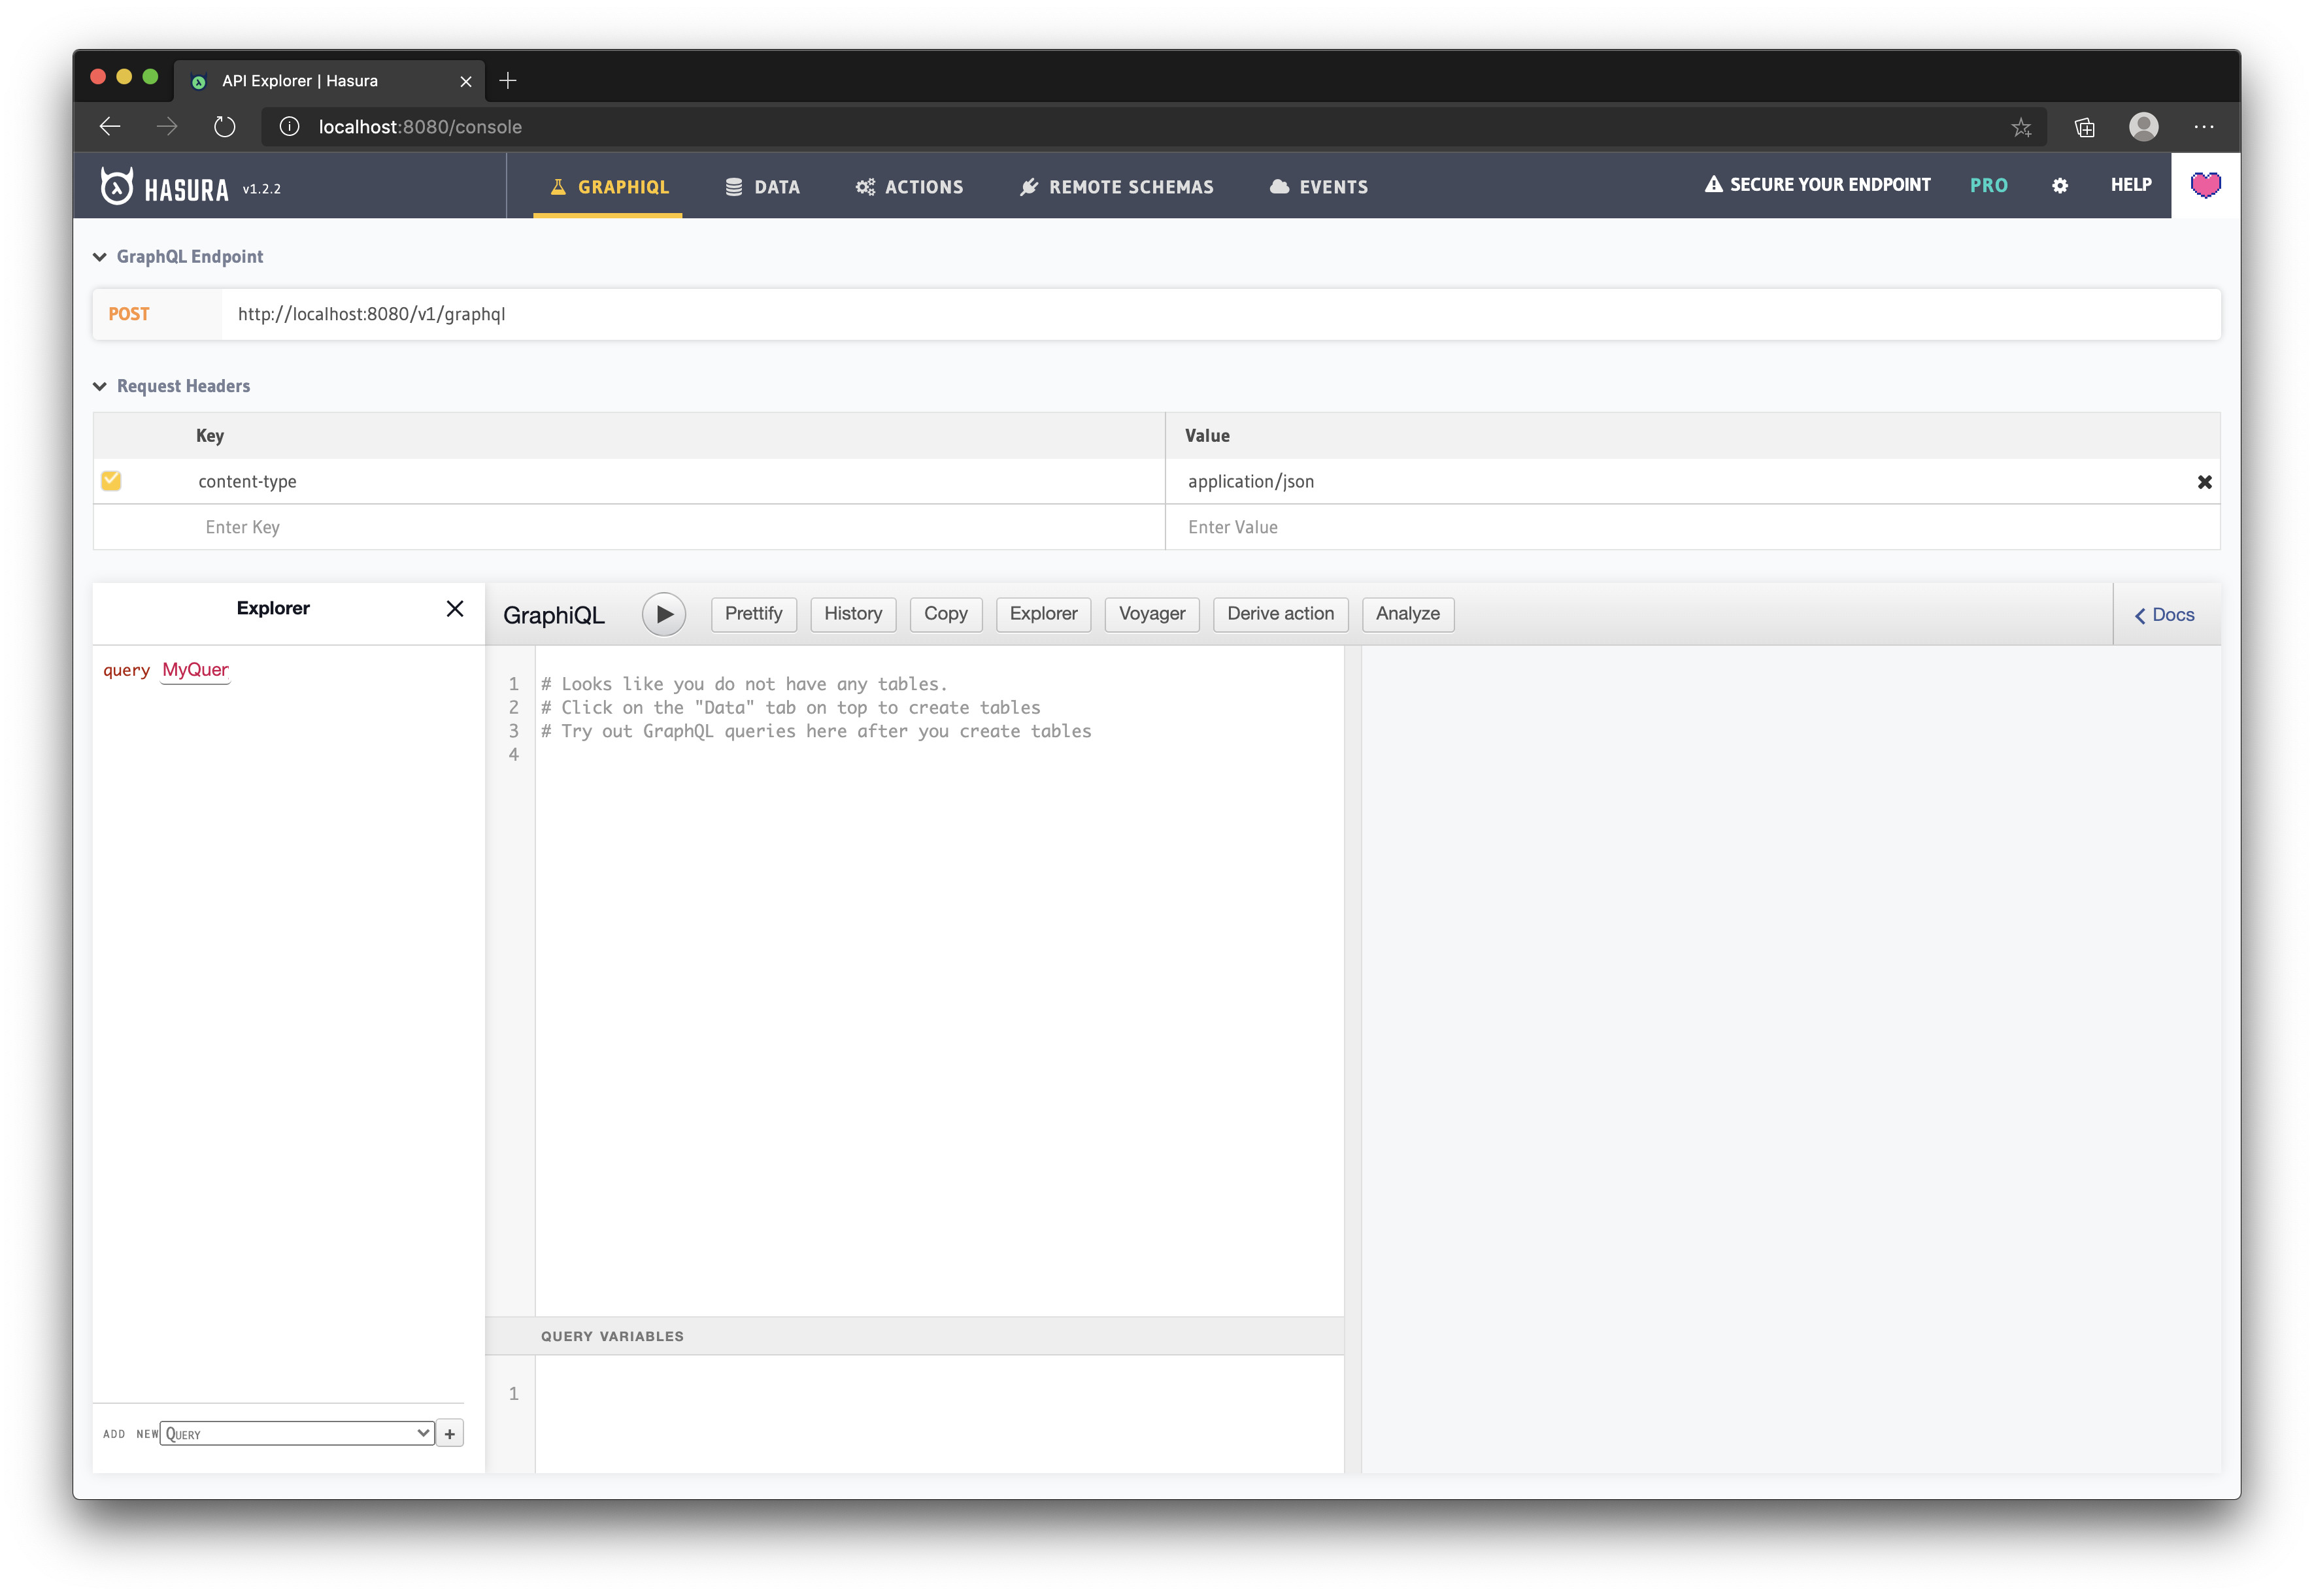 API Explorer | Hasura
localhost:8080/console
HASURA v1.2.2
GRAPHIQL
DATA
ACTIONS
REMOTE SCHEMAS
EVENTS
SECURE YOUR ENDPOINT
PRO
HELP
GraphQL Endpoint
POST http://localhost:8080/v1/graphql
Request Headers
Key Value
content-type application/json
Enter Key Enter Value
Explorer
GraphiQL
Prettify
History
Copy
Explorer
Voyager
Derive action
Analyze
Docs
query MyQuer
1 # Looks like you do not have any tables.
2 # Click on the "Data" tab on top to create tables
3 # Try out GraphQL queries here after you create tables
4
QUERY VARIABLES
1
ADD NEW Query +